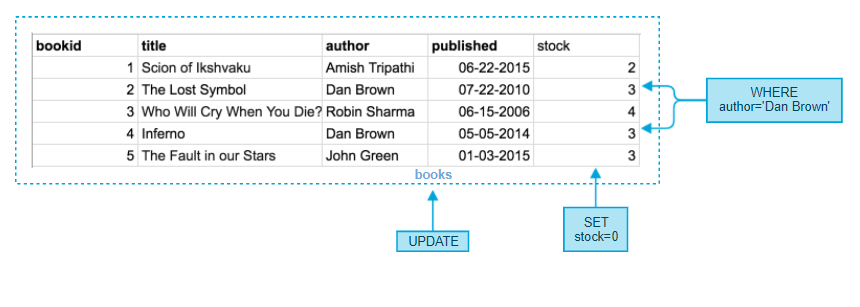 bookid title author published stock
1 Scion of Ikshvaku Amish Tripathi 06-22-2015 2
2 The Lost Symbol Dan Brown 07-22-2010 3
3 Who Will Cry When You Die? Robin Sharma 06-15-2006 4
4 Inferno Dan Brown 05-05-2014 3
5 The Fault in our Stars John Green 01-03-2015 3
books
WHERE
author='Dan Brown'
UPDATE
SET
stock=0